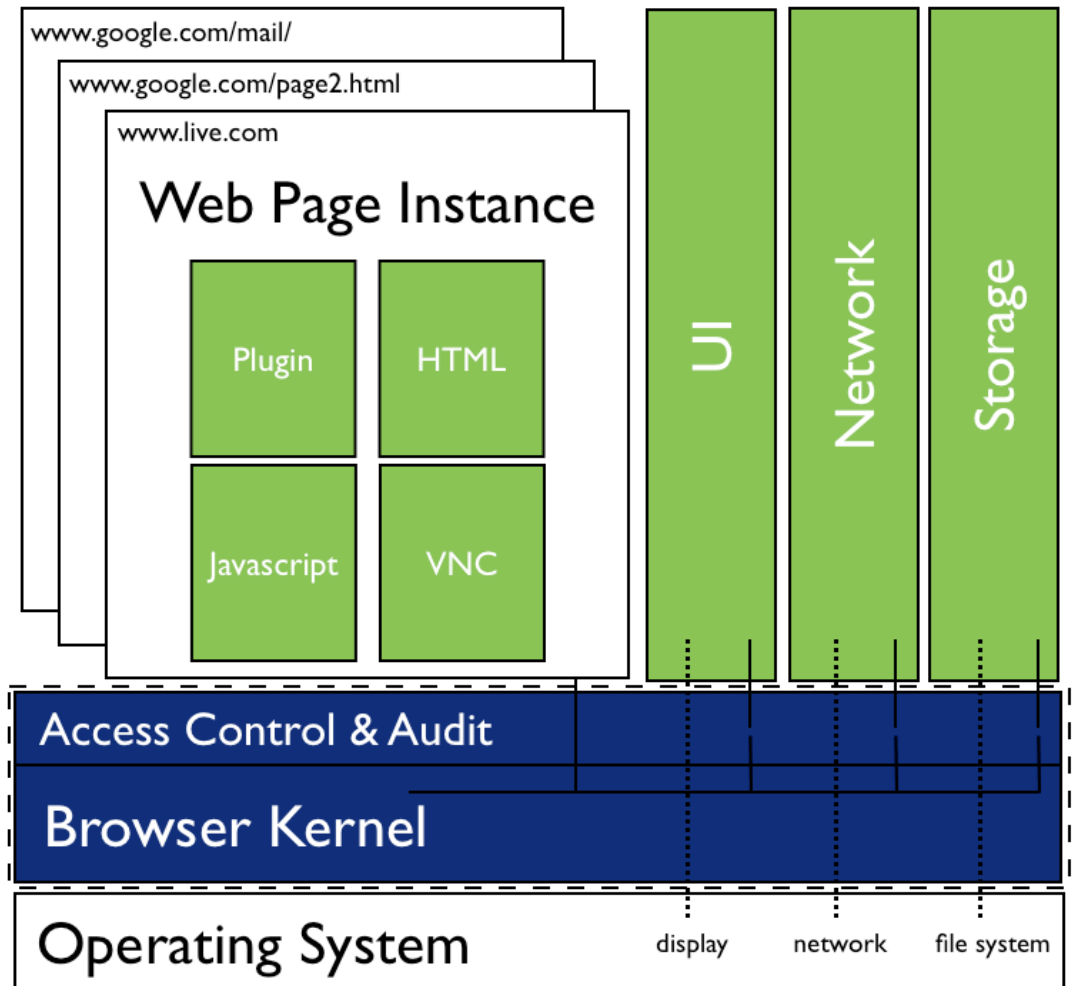 www.google.com/mail/
www.google.com/page2.html
www.live.com
Web Page Instance
Plugin
HTML
Javascript
VNC
UI
Network
Storage
Access Control & Audit
Browser Kernel
Operating System
display
network
file system